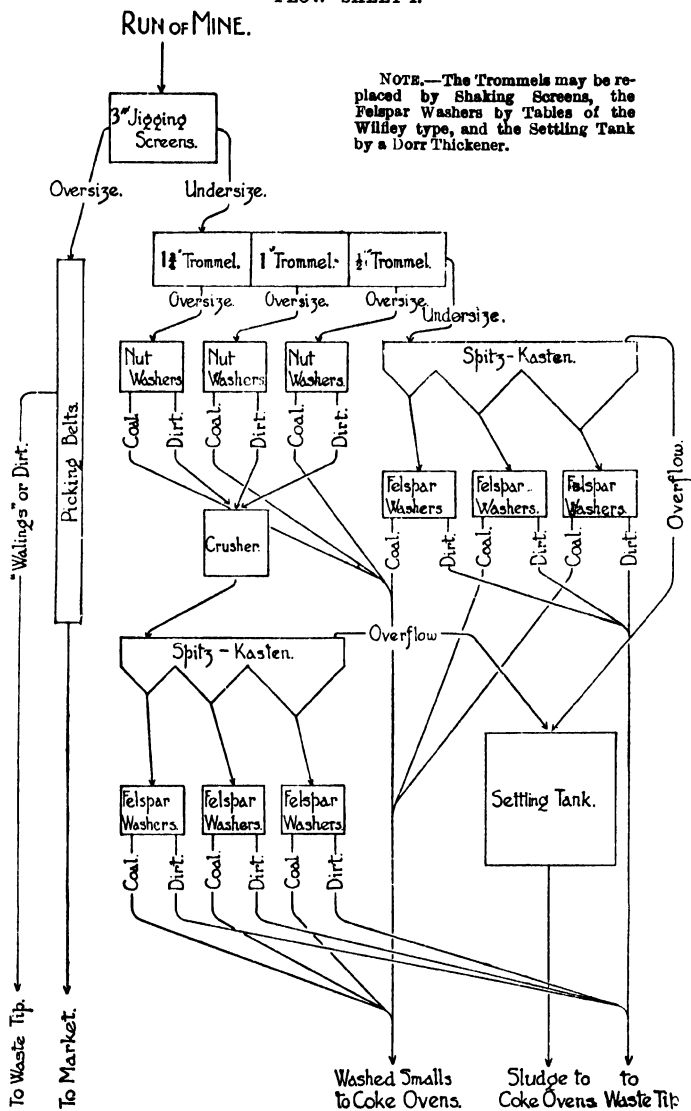 FLOW SHEET I.
RUN OF MINE.
NOTE.—The Trommels may be re-
placed by Shaking Screens, the
Felspar Washers by Tables of the
Wilfley type, and the Settling Tank
by a Dorr Thickener.
3" Jigging
Screens.
Oversize.
Undersize.
1¾" Trommel.
1" Trommel.
½" Trommel.
Oversize.
Oversize.
Oversize.
Undersize.
Nut
Washers
Nut
Washers
Nut
Washers
Spitz-Kasten.
Coal.
Dirt.
Coal.
Dirt.
Coal.
Dirt.
Picking Belts.
"Walings" or Dirt.
Overflow.
Felspar
Washers
Felspar
Washers.
Felspar
Washers
Coal.
Dirt.
Coal.
Dirt.
Coal.
Dirt.
Crusher.
Overflow
Spitz-Kasten.
Settling Tank.
Felspar
Washers.
Felspar
Washers.
Felspar
Washers.
Coal.
Dirt.
Coal.
Dirt.
Coal
Dirt.
To Waste Tip.
To Market.
Washed Smalls
to Coke Ovens.
Sludge to
Coke Ovens
to
Waste Tip